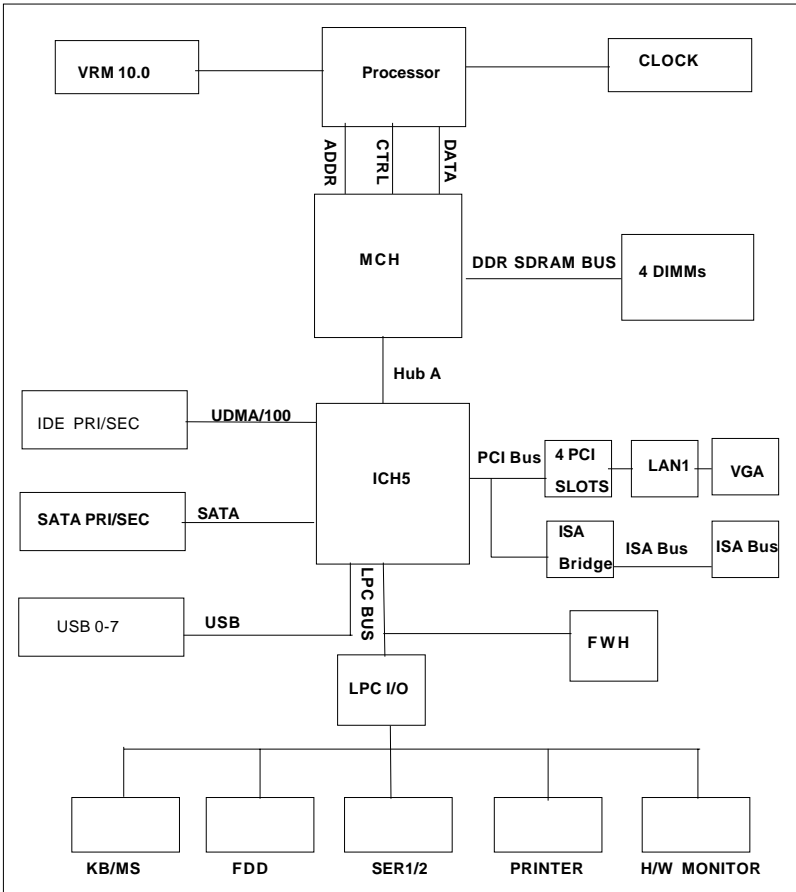 VRM 10.0
Processor
CLOCK
ADDR
CTRL
DATA
MCH
DDR SDRAM BUS
4 DIMMs
Hub A
IDE PRI/SEC
UDMA/100
ICH5
PCI Bus
4 PCI
SLOTS
LAN1
VGA
SATA PRI/SEC
SATA
ISA
Bridge
ISA Bus
ISA Bus
LPC BUS
USB 0-7
USB
FWH
LPC I/O
KB/MS
FDD
SER1/2
PRINTER
H/W MONITOR